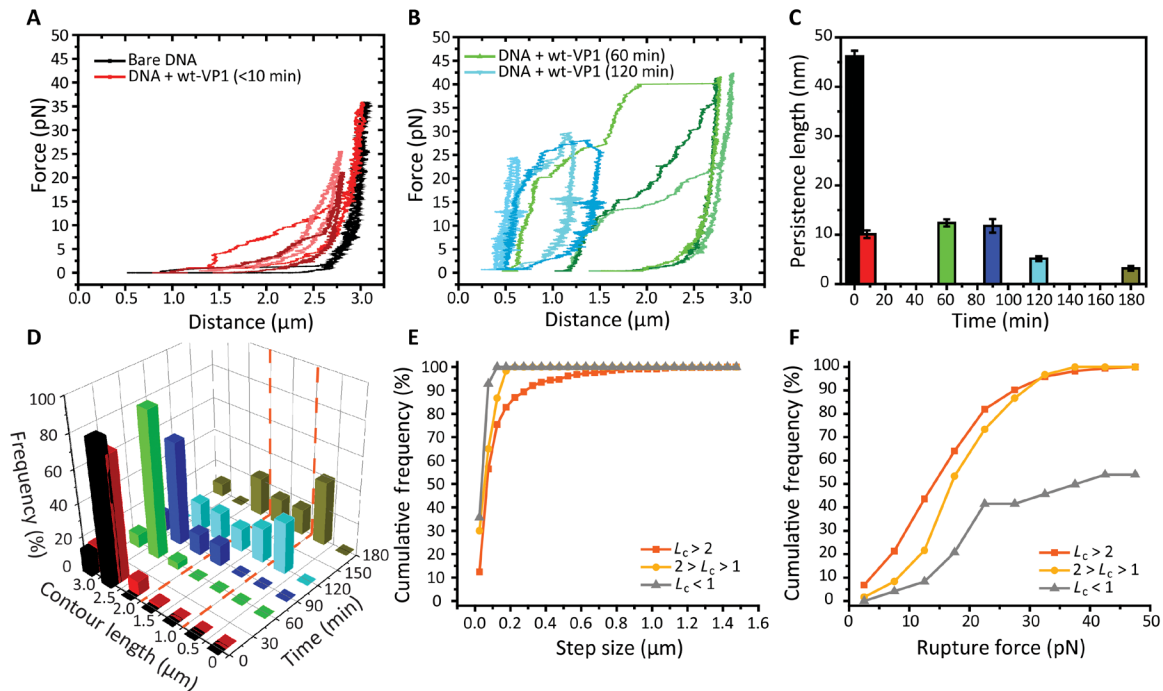 A
Bare DNA
DNA + wt-VP1 (<10 min)
Force (pN)
50
45
40
35
30
25
20
15
10
5
0
0.0 0.5 1.0 1.5 2.0 2.5 3.0
Distance (µm)
B
DNA + wt-VP1 (60 min)
DNA + wt-VP1 (120 min)
Force (pN)
50
45
40
35
30
25
20
15
10
5
0
0.0 0.5 1.0 1.5 2.0 2.5 3.0
Distance (µm)
C
Persistence length (nm)
50
40
30
20
10
0
0 20 40 60 80 100 120 140 160 180
Time (min)
D
Frequency (%)
100
80
60
40
20
0
3.0
2.5
2.0
1.5
1.0
0.5
0
Contour length (µm)
0
30
60
90
120
150
180
Time (min)
E
Cumulative frequency (%)
100
90
80
70
60
50
40
30
20
10
0
Lc > 2
2 > Lc > 1
Lc < 1
0.0 0.2 0.4 0.6 0.8 1.0 1.2 1.4 1.6
Step size (µm)
F
Cumulative frequency (%)
100
90
80
70
60
50
40
30
20
10
0
Lc > 2
2 > Lc > 1
Lc < 1
0 10 20 30 40 50
Rupture force (pN)